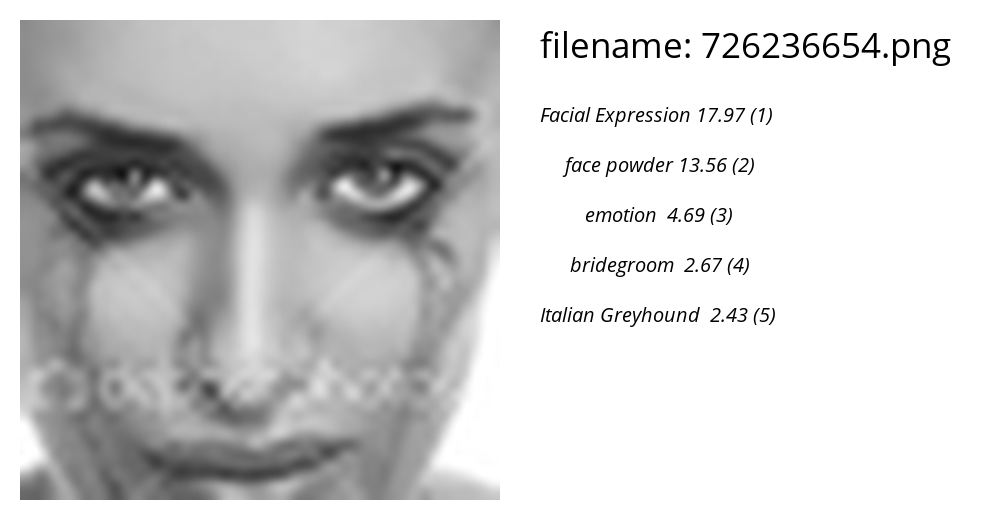 filename: 726236654.png
Facial Expression 17.97 (1)
face powder 13.56 (2)
emotion 4.69 (3)
bridegroom 2.67 (4)
Italian Greyhound 2.43 (5)